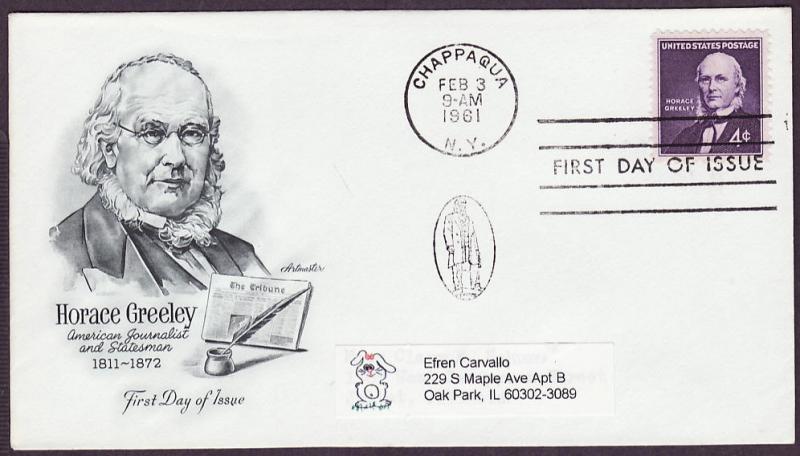 CHAPPAQUA
FEB 3
9-AM
1961
N.Y.
UNITED STATES POSTAGE
HORACE
GREELEY
4¢
FIRST DAY OF ISSUE
Artmaster
The Tribune
Horace Greeley
American Journalist
and Statesman
1811~1872
First Day of Issue
Efren Carvallo
229 S Maple Ave Apt B
Oak Park, IL 60302-3089